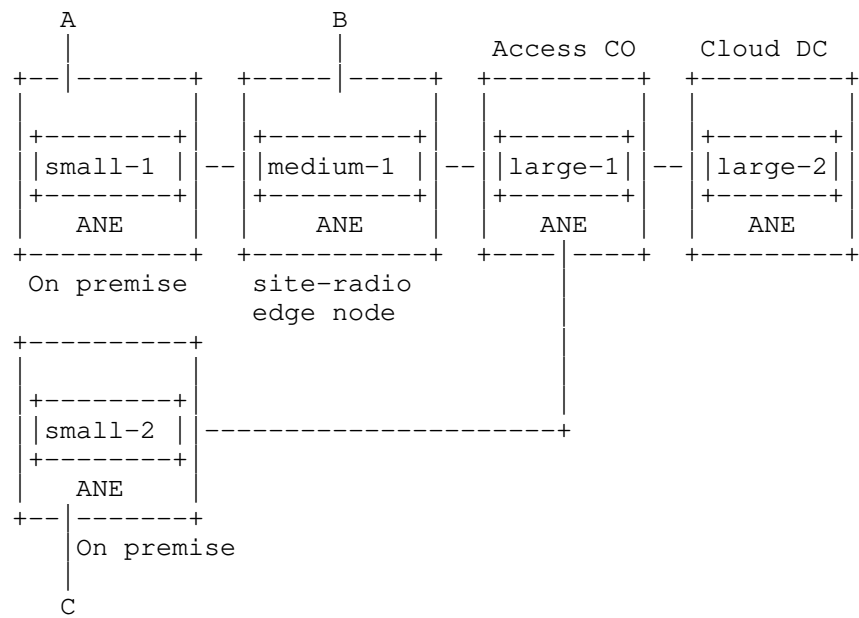 A B
Access CO Cloud DC
small-1 medium-1 large-1 large-2
ANE ANE ANE ANE
On premise site-radio
edge node
small-2
ANE
On premise
C